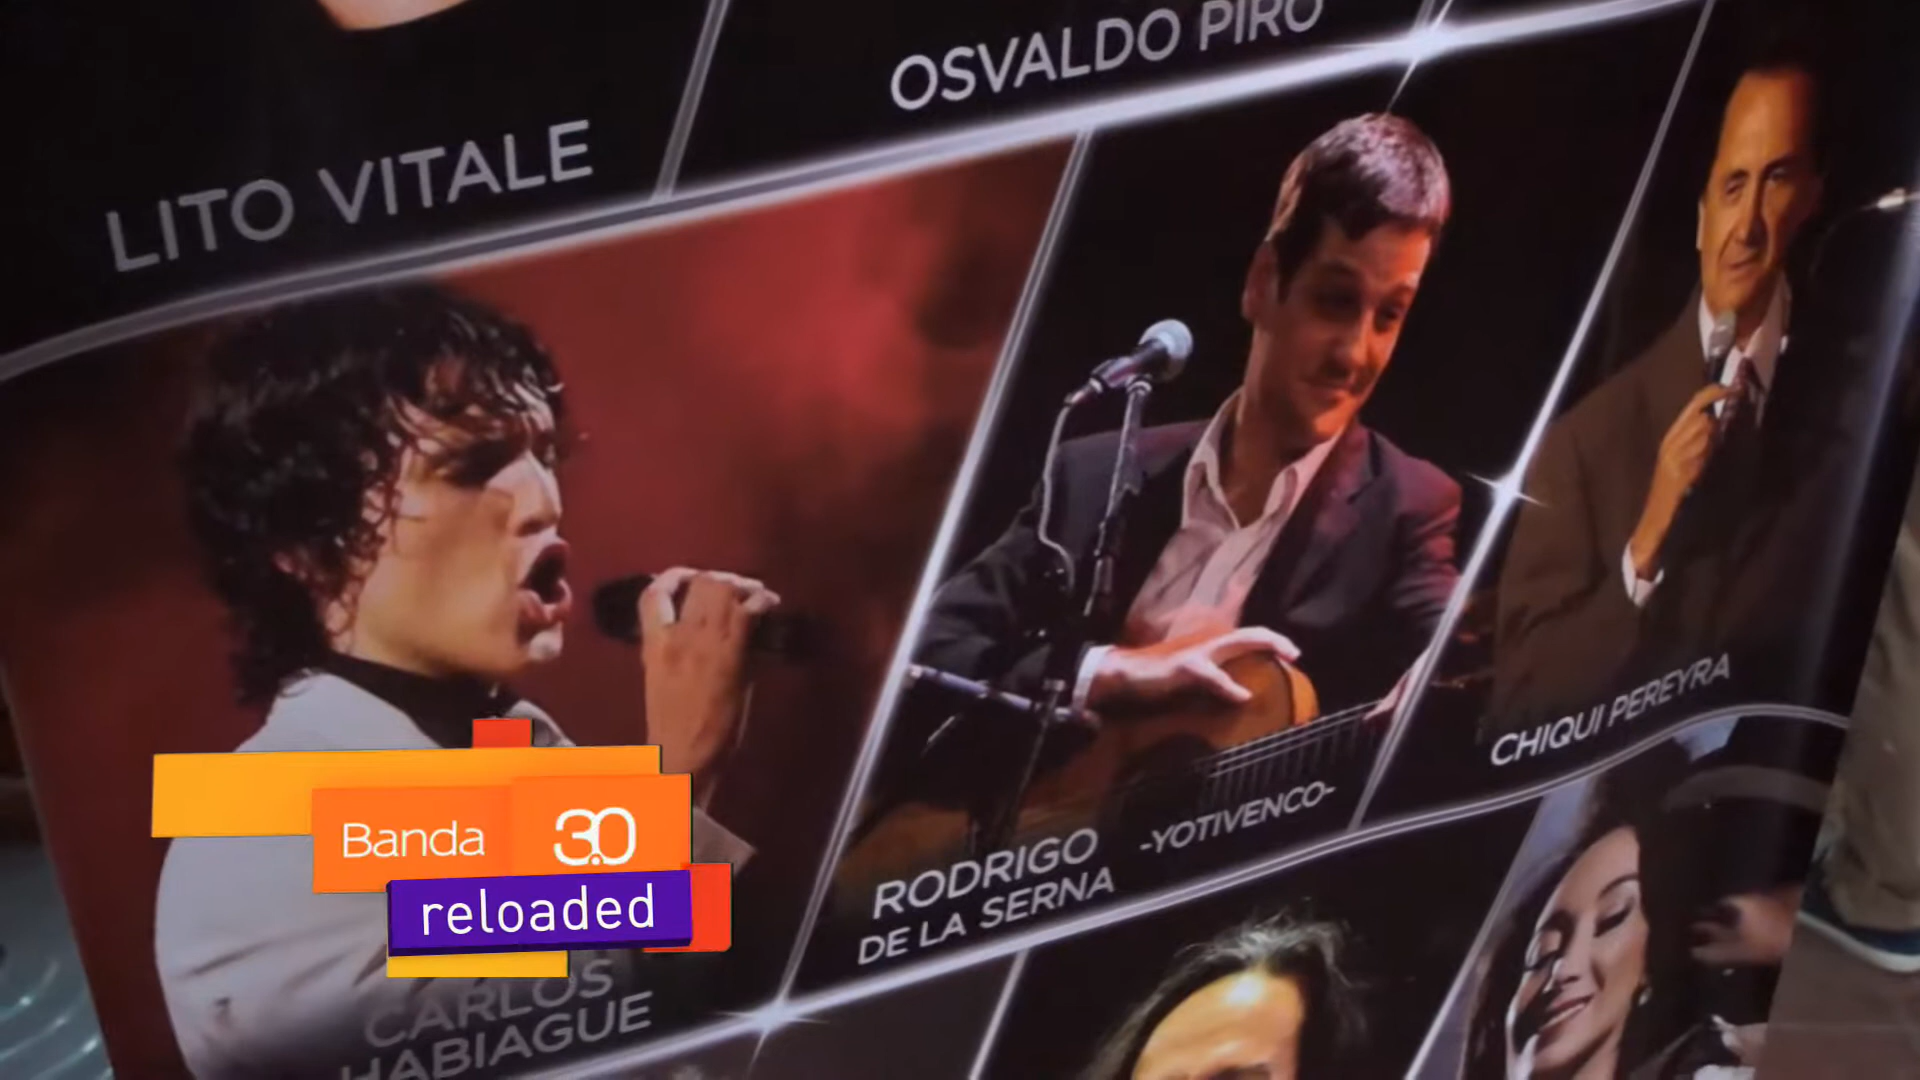 OSVALDO PIRO
LITO VITALE
CHIQUI PEREYRA
RODRIGO
DE LA SERNA
-YOTIVENCO-
Banda 3.0
reloaded
CARLOS
HABIAGUE